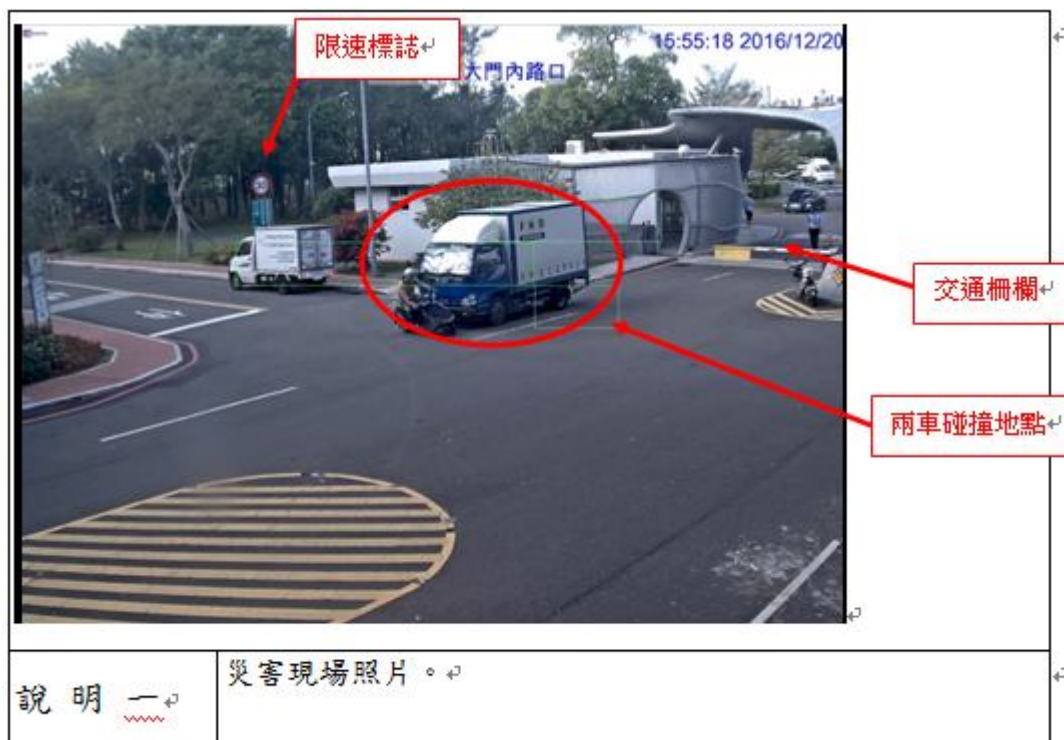 限速標誌
15:55:18 2016/12/20
大門內路口
交通柵欄
兩車碰撞地點
說 明 一
災害現場照片。